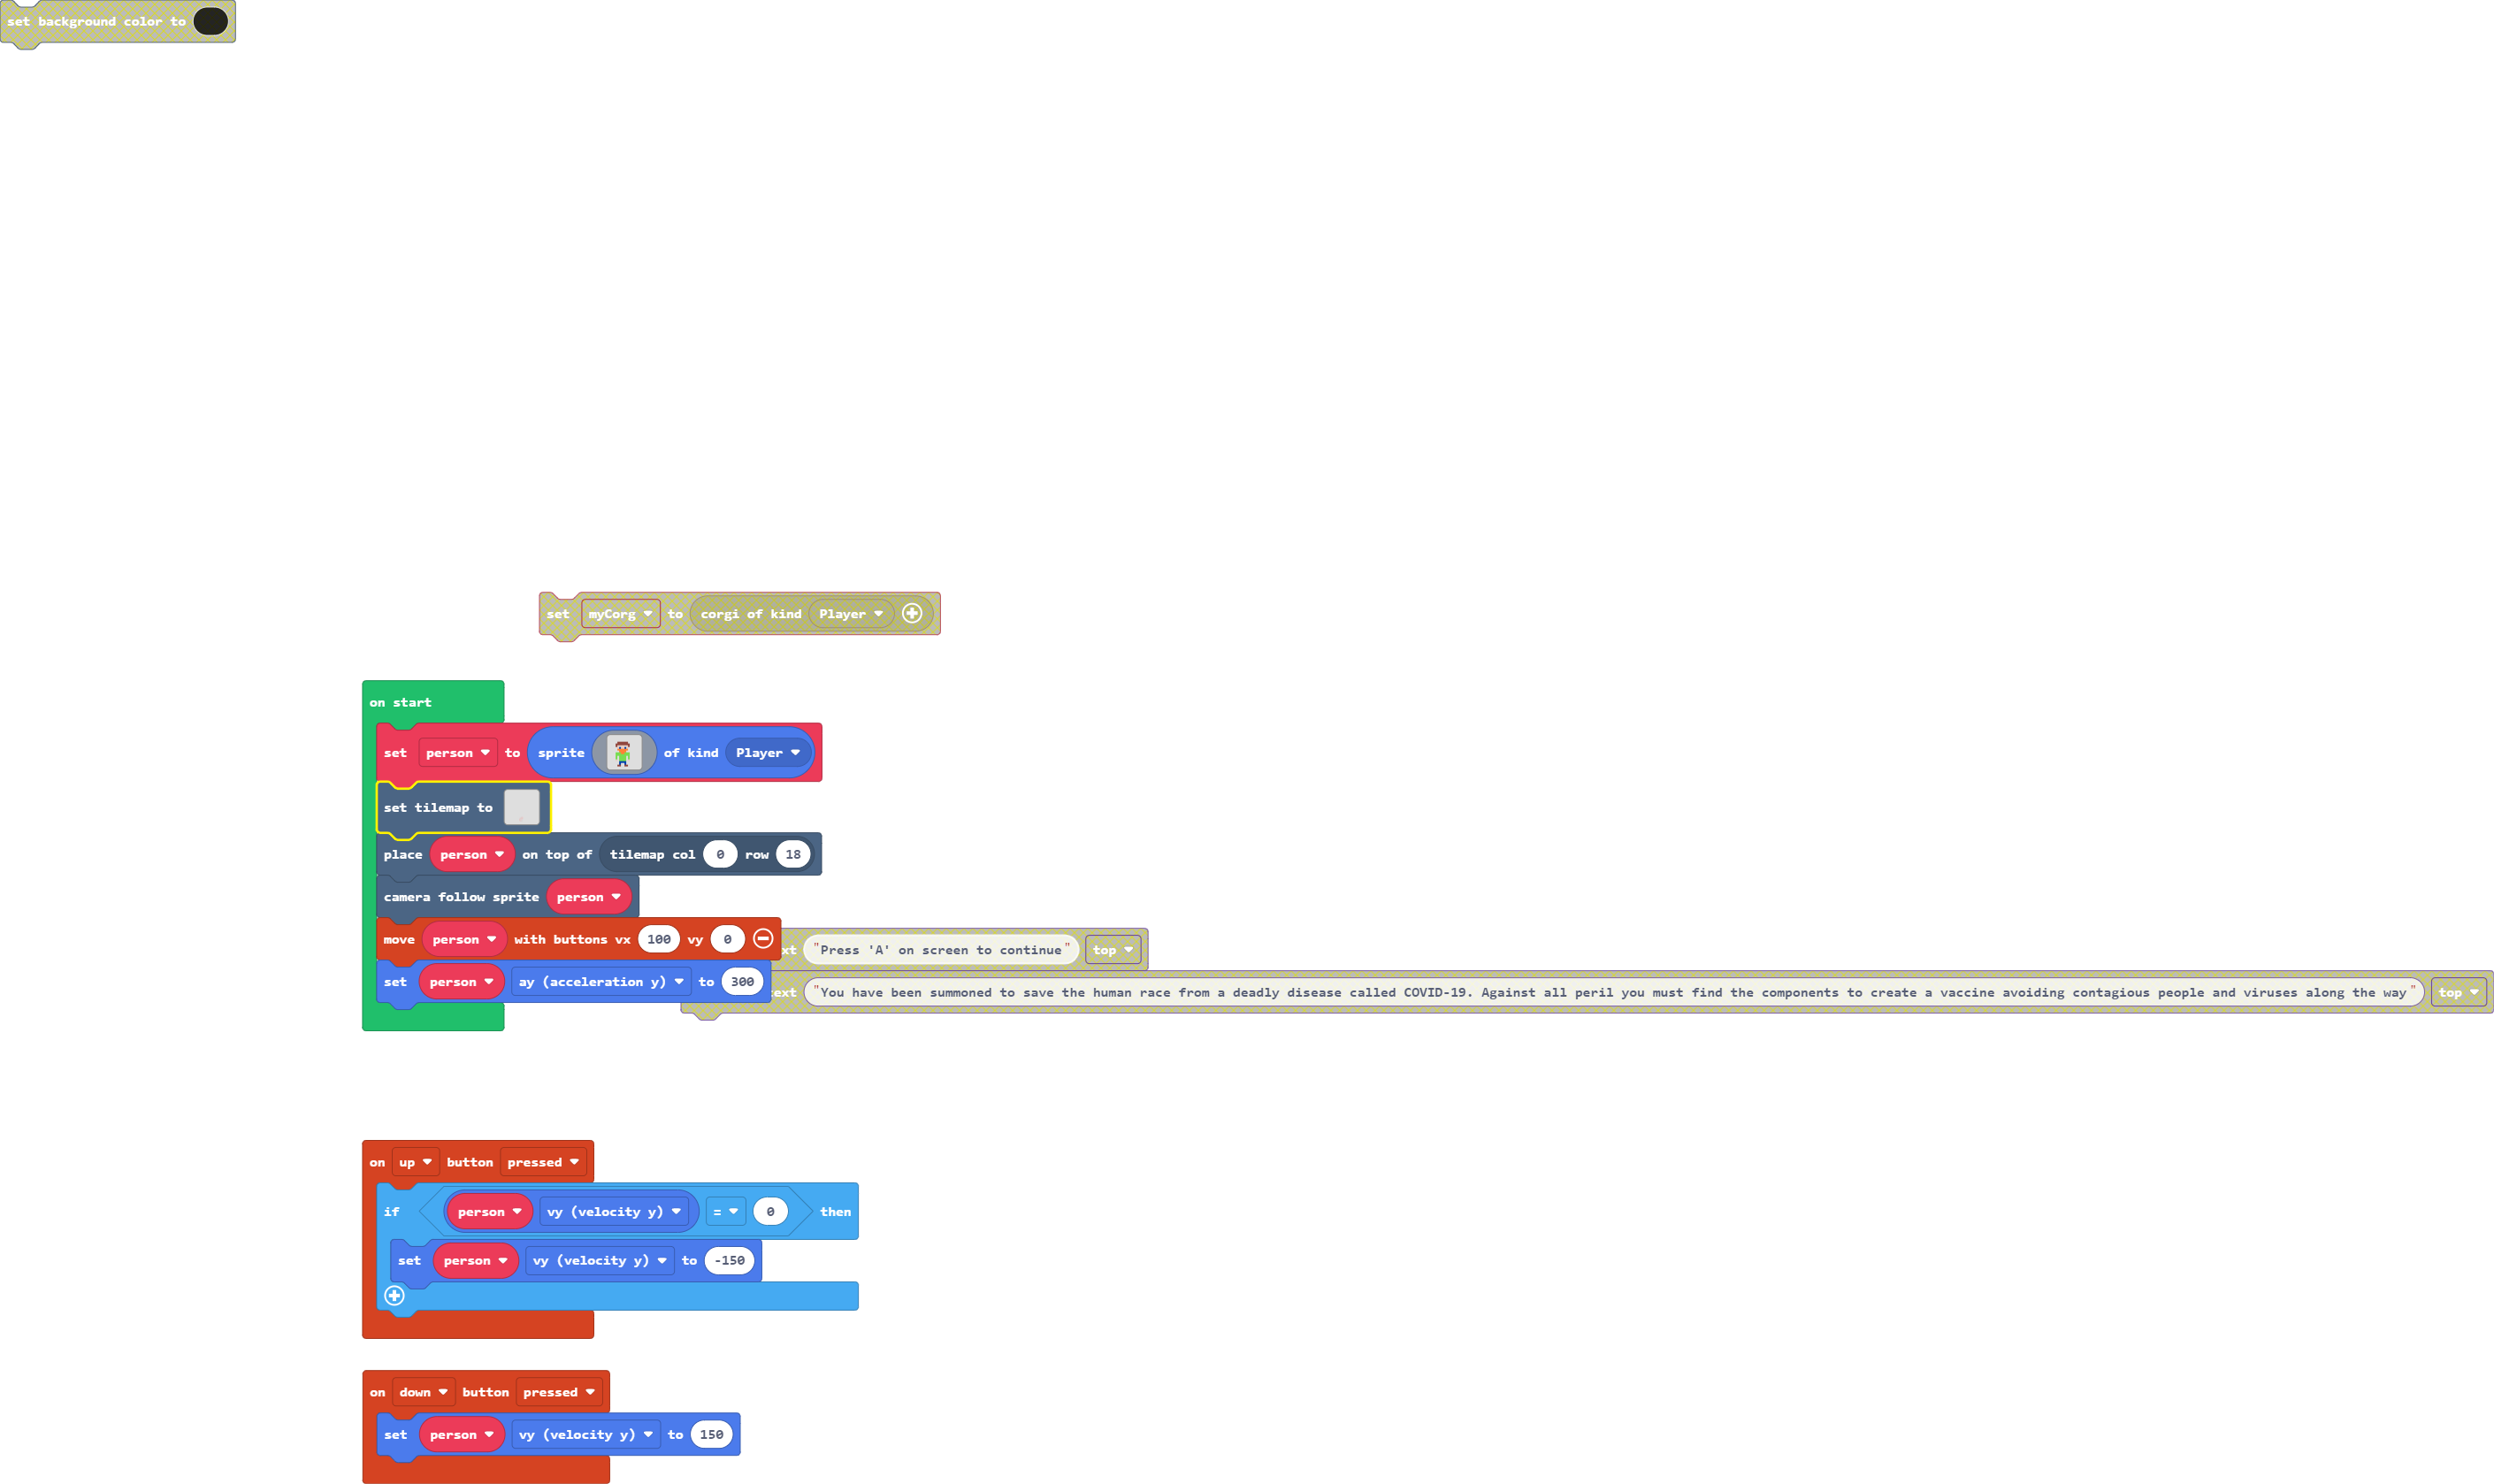 set background color to
set myCorg to corgi of kind Player
on start
set person to sprite of kind Player
set tilemap to
place person on top of tilemap col 0 row 18
camera follow sprite person
move person with buttons vx 100 vy 0
"Press 'A' on screen to continue" top
set person ay (acceleration y) to 300
"You have been summoned to save the human race from a deadly disease called COVID-19. Against all peril you must find the components to create a vaccine avoiding contagious people and viruses along the way" top
on up button pressed
if person vy (velocity y) = 0 then
set person vy (velocity y) to -150
on down button pressed
set person vy (velocity y) to 150